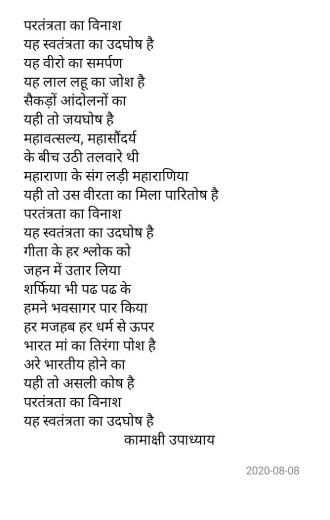 परतंत्रता का विनाश
यह स्वतंत्रता का उदघोष है
यह वीरो का समर्पण
यह लाल लहू का जोश है
सैकड़ों आंदोलनों का
यही तो जयघोष है
महावत्सल्य, महासौंदर्य
के बीच उठी तलवारे थी
महाराणा के संग लड़ी महाराणिया
यही तो उस वीरता का मिला पारितोष है
परतंत्रता का विनाश
यह स्वतंत्रता का उदघोष है
गीता के हर श्लोक को
जहन में उतार लिया
शर्फिया भी पढ पढ के
हमने भवसागर पार किया
हर मजहब हर धर्म से ऊपर
भारत मां का तिरंगा पोश है
अरे भारतीय होने का
यही तो असली कोष है
परतंत्रता का विनाश
यह स्वतंत्रता का उदघोष है
कामाक्षी उपाध्याय
2020-08-08